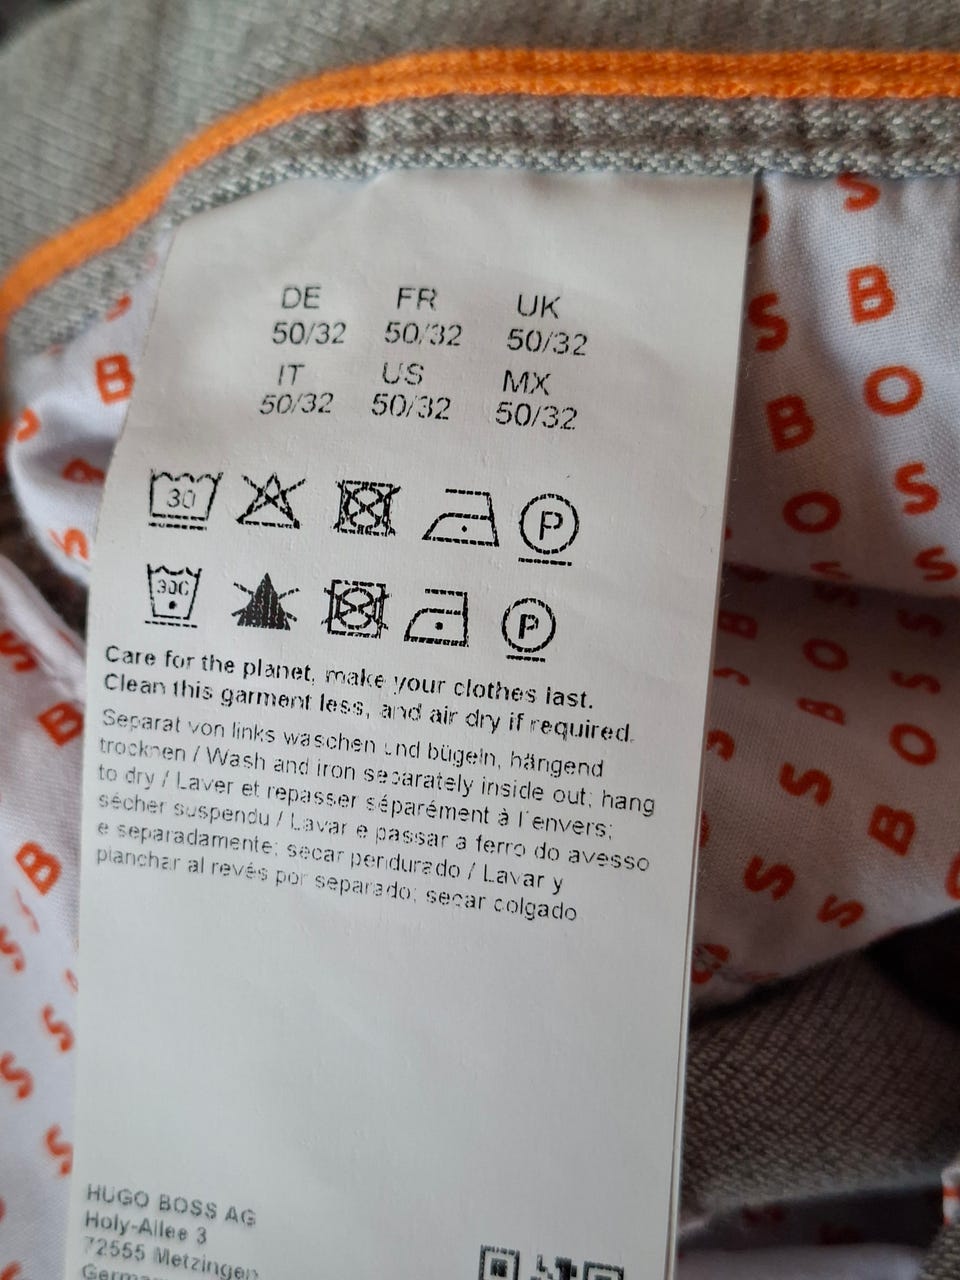 DE FR UK
50/32 50/32 50/32
IT US MX
50/32 50/32 50/32
30 P
30C P
Care for the planet, make your clothes last.
Clean this garment less, and air dry if required.
Separat von links waschen und bügeln, hängend
trocknen / Wash and iron separately inside out; hang
to dry / Laver et repasser séparément à l'envers;
sécher suspendu / Lavar e passar a ferro do avesso
e separadamente; secar pendurado / Lavar y
planchar al revés por separado; secar colgado
HUGO BOSS AG
Holy-Allee 3
72555 Metzingen